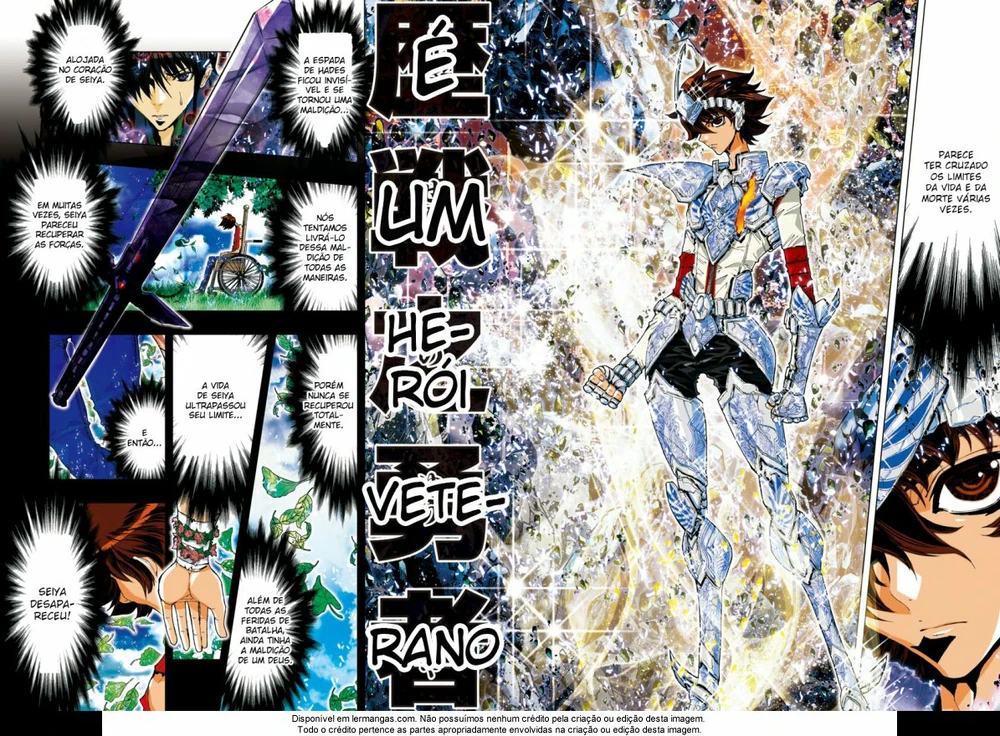 PARECE
TER CRUZADO
OS LIMITES
DA VIDA E DA
MORTE VÁRIAS
VEZES.
歴戦の勇者
É
UM
HE-
RÓI
VETE-
RANO
A ESPADA
DE HADES
FICOU INVISÍ-
VEL E SE
TORNOU UMA
MALDIÇÃO...
ALOJADA
NO CORAÇÃO
DE SEIYA.
NÓS
TENTAMOS
LIVRÁ-LO
DESSA MAL-
DIÇÃO DE
TODAS AS
MANEIRAS.
EM MUITAS
VEZES, SEIYA
PARECEU
RECUPERAR
AS FORÇAS.
PORÉM
NUNCA SE
RECUPEROU
TOTAL-
MENTE.
A VIDA
DE SEIYA
ULTRAPASSOU
SEU LIMITE...
E
ENTÃO...
ALÉM DE
TODAS AS
FERIDAS DE
BATALHA,
AINDA TINHA
A MALDIÇÃO
DE UM DEUS.
SEIYA
DESAPA-
RECEU!
Disponível em lermangas.com. Não possuímos nenhum crédito pela criação ou edição desta imagem.
Todo o crédito pertence as partes apropriadamente envolvidas na criação ou edição desta imagem.